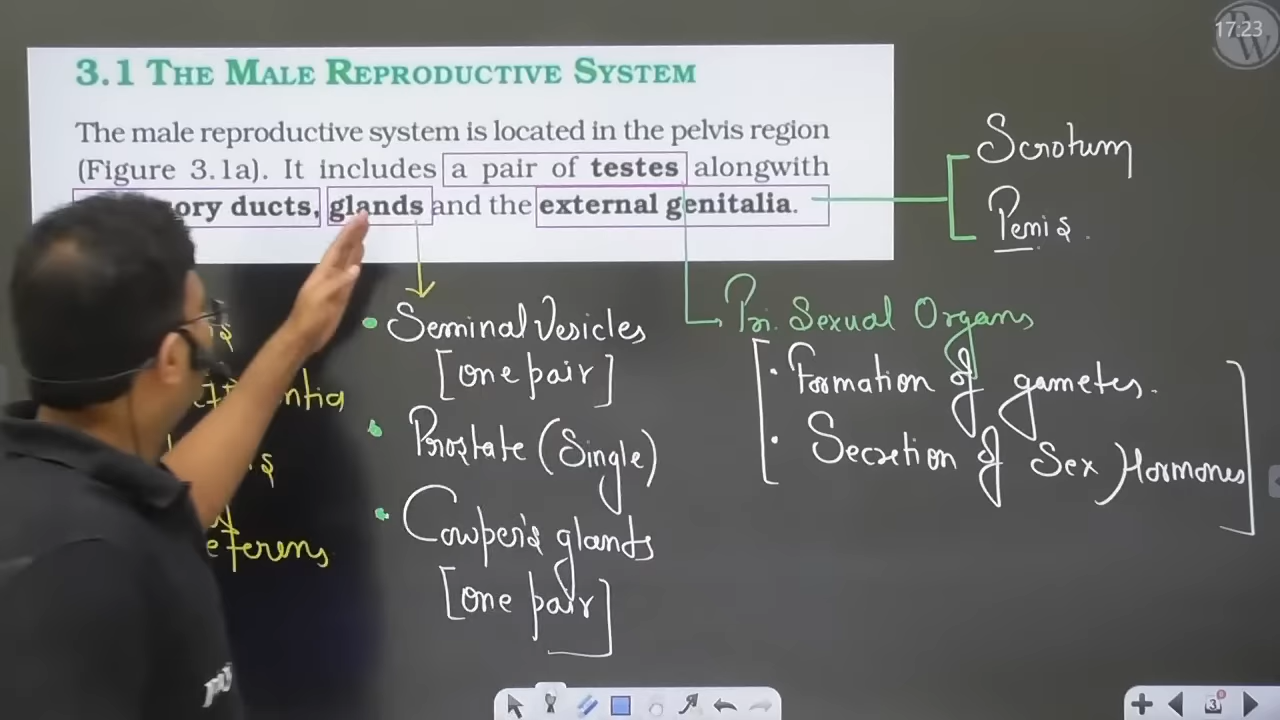 17:23
PW
3.1 THE MALE REPRODUCTIVE SYSTEM
The male reproductive system is located in the pelvis region
(Figure 3.1a). It includes a pair of testes alongwith
ory ducts, glands and the external genitalia.
Scrotum
Penis.
• Seminal Vesicles
[one pair]
• Prostate (Single)
• Cowper's glands
[one pair]
Pri. Sexual Organs
• Formation of gametes.
• Secretion of Sex Hormones
eferens
3